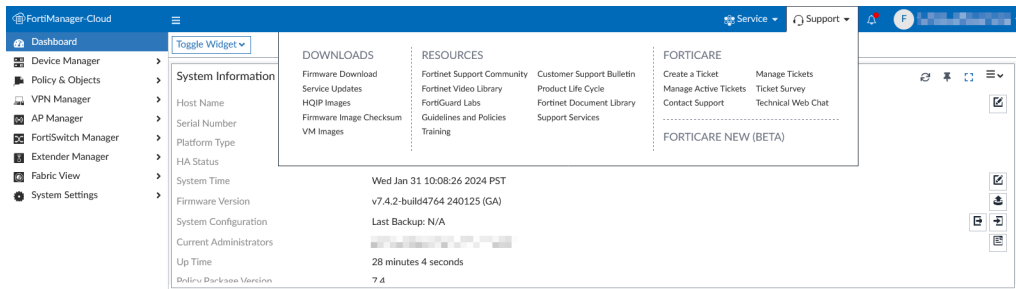 FortiManager-Cloud
Service
Support
F
Dashboard
Device Manager
Policy & Objects
VPN Manager
AP Manager
FortiSwitch Manager
Extender Manager
Fabric View
System Settings
Toggle Widget
DOWNLOADS
Firmware Download
Service Updates
HQIP Images
Firmware Image Checksum
VM Images
RESOURCES
Fortinet Support Community
Fortinet Video Library
FortiGuard Labs
Guidelines and Policies
Training
Customer Support Bulletin
Product Life Cycle
Fortinet Document Library
Support Services
FORTICARE
Create a Ticket
Manage Active Tickets
Contact Support
Manage Tickets
Ticket Survey
Technical Web Chat
FORTICARE NEW (BETA)
System Information
Host Name
Serial Number
Platform Type
HA Status
System Time Wed Jan 31 10:08:26 2024 PST
Firmware Version v7.4.2-build4764 240125 (GA)
System Configuration Last Backup: N/A
Current Administrators
Up Time 28 minutes 4 seconds
Policy Package Version 7.4